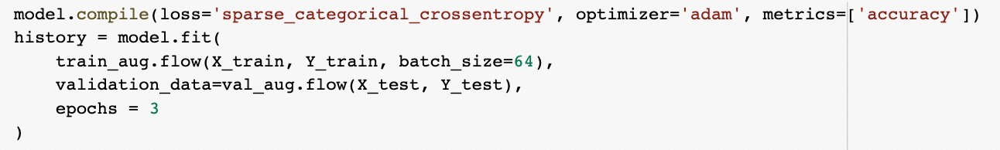 model.compile(loss='sparse_categorical_crossentropy', optimizer='adam', metrics=['accuracy'])
history = model.fit(
    train_aug.flow(X_train, Y_train, batch_size=64),
    validation_data=val_aug.flow(X_test, Y_test),
    epochs = 3
)